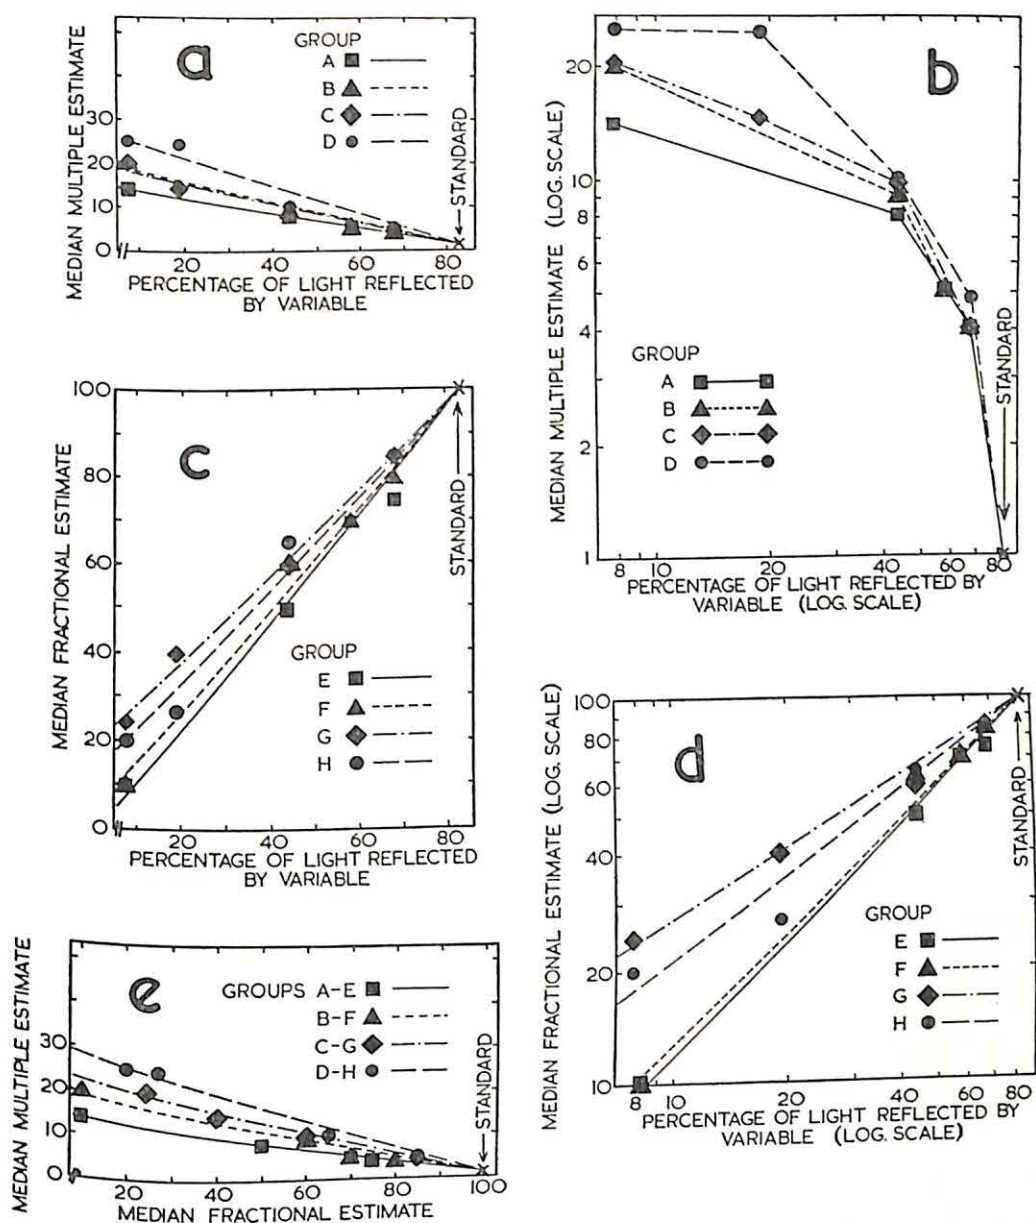 a
GROUP
A
B
C
D
30
20
10
0
MEDIAN MULTIPLE ESTIMATE
STANDARD
20 40 60 80
PERCENTAGE OF LIGHT REFLECTED
BY VARIABLE
b
20
10
8
6
4
2
1
MEDIAN MULTIPLE ESTIMATE (LOG. SCALE)
GROUP
A
B
C
D
STANDARD
8 10 20 40 60 80
PERCENTAGE OF LIGHT REFLECTED BY
VARIABLE (LOG. SCALE)
c
100
80
60
40
20
0
MEDIAN FRACTIONAL ESTIMATE
STANDARD
GROUP
E
F
G
H
20 40 60 80
PERCENTAGE OF LIGHT REFLECTED
BY VARIABLE
d
100
80
60
40
20
10
MEDIAN FRACTIONAL ESTIMATE (LOG. SCALE)
STANDARD
GROUP
E
F
G
H
8 10 20 40 60 80
PERCENTAGE OF LIGHT REFLECTED BY
VARIABLE (LOG. SCALE)
e
GROUPS A-E
B-F
C-G
D-H
30
20
10
0
MEDIAN MULTIPLE ESTIMATE
STANDARD
20 40 60 80 100
MEDIAN FRACTIONAL ESTIMATE